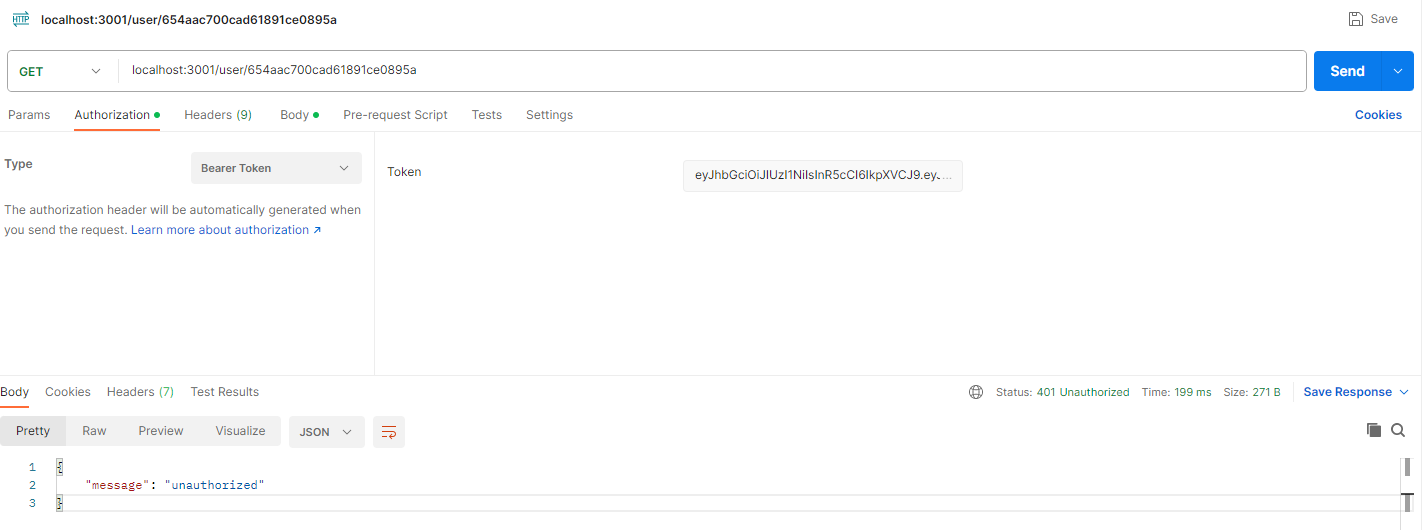 HTTP localhost:3001/user/654aac700cad61891ce0895a Save
GET localhost:3001/user/654aac700cad61891ce0895a Send
Params Authorization Headers (9) Body Pre-request Script Tests Settings Cookies
Type Bearer Token
Token eyJhbGciOiJIUzI1NiIsInR5cCI6IkpXVCJ9.eyJ...
The authorization header will be automatically generated when
you send the request. Learn more about authorization ↗
Body Cookies Headers (7) Test Results Status: 401 Unauthorized Time: 199 ms Size: 271 B Save Response
Pretty Raw Preview Visualize JSON
1 {
2 "message": "unauthorized"
3 }